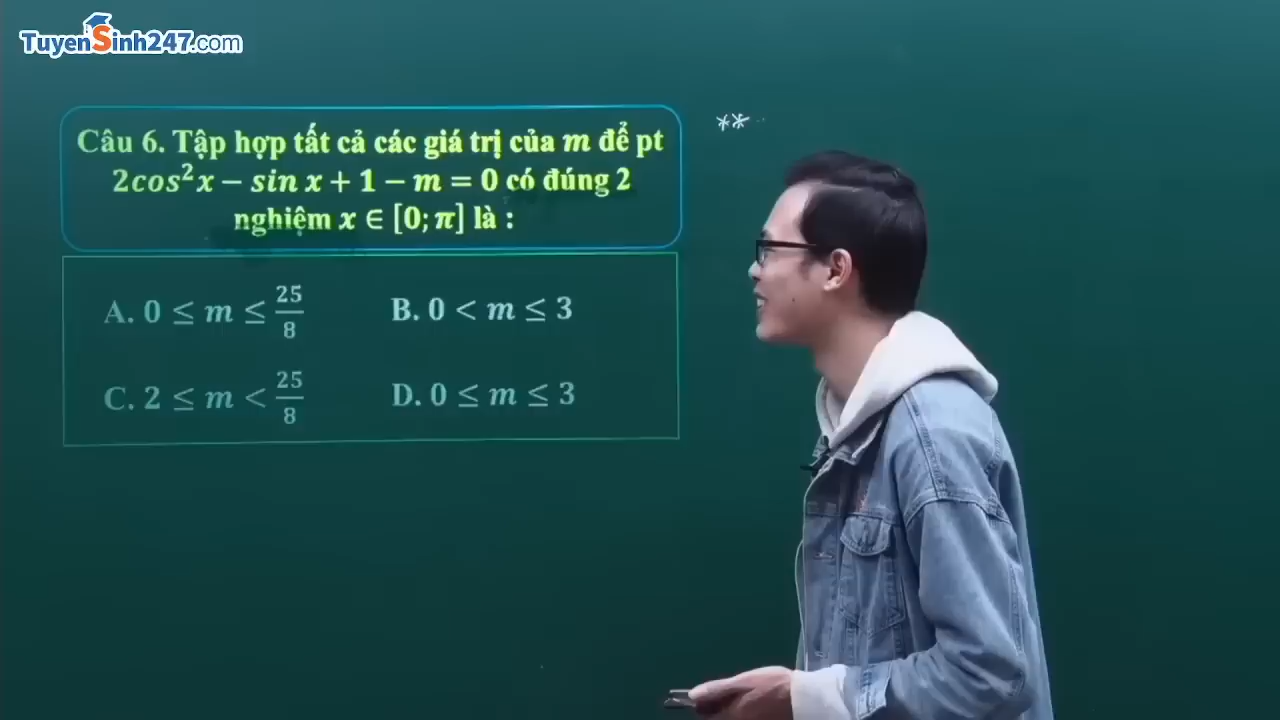 TuyenSinh247.com
Câu 6. Tập hợp tất cả các giá trị của m để pt
2cos²x − sin x + 1 − m = 0 có đúng 2
nghiệm x ∈ [0; π] là :
**
A. 0 ≤ m ≤ 25/8
B. 0 < m ≤ 3
C. 2 ≤ m < 25/8
D. 0 ≤ m ≤ 3